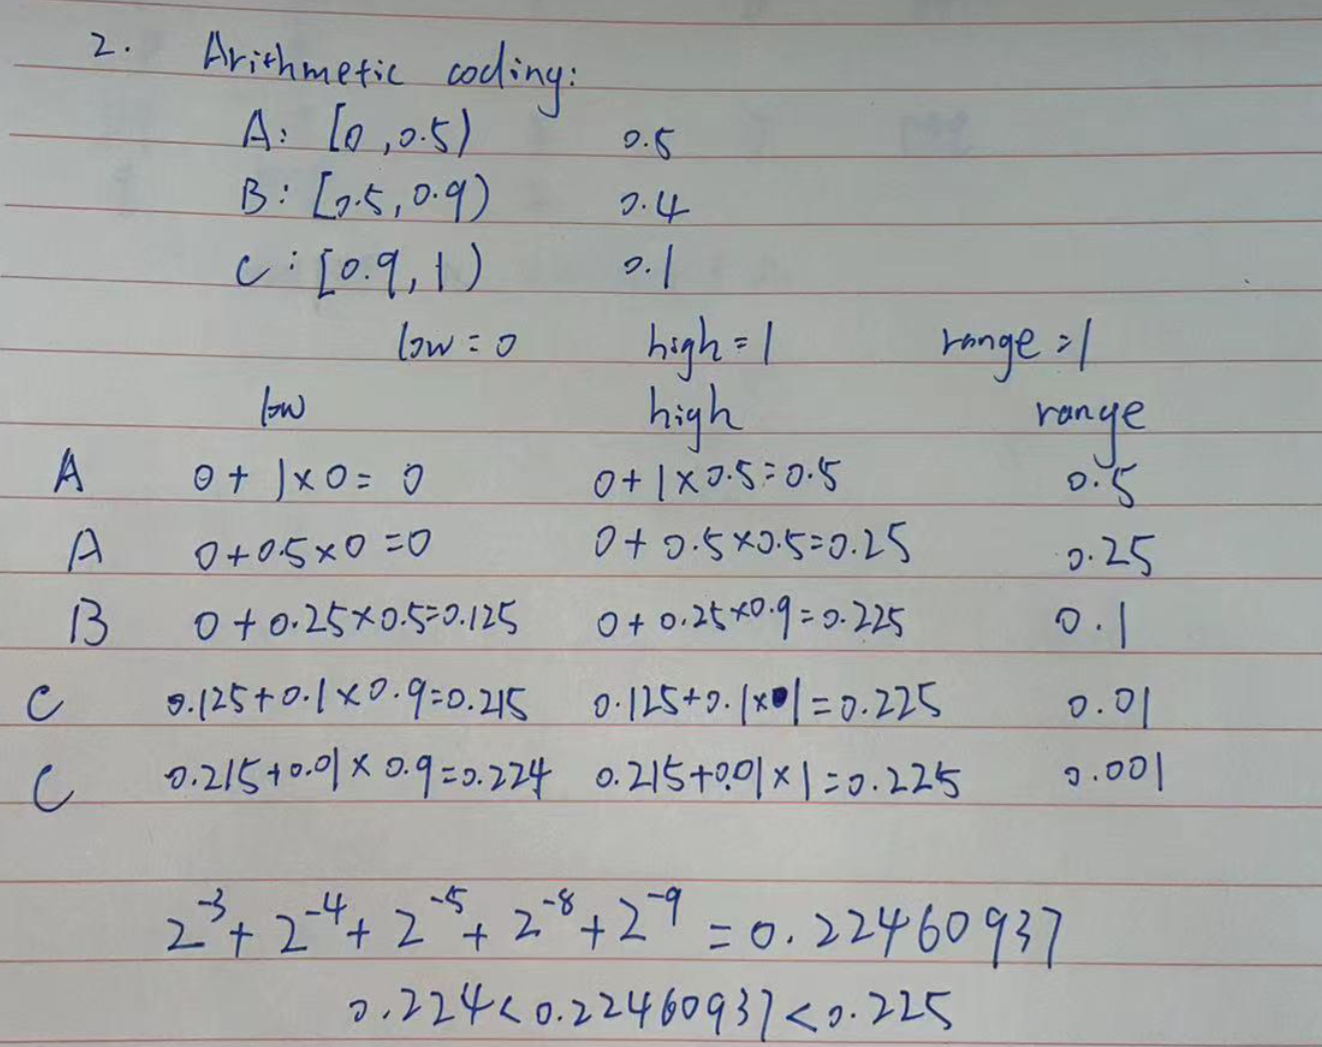 2. Arithmetic coding:
A: [0, 0.5) 0.5
B: [0.5, 0.9) 0.4
C: [0.9, 1) 0.1
low = 0 high = 1 range = 1
low high range
A 0 + 1 × 0 = 0 0 + 1 × 0.5 = 0.5 0.5
A 0 + 0.5 × 0 = 0 0 + 0.5 × 0.5 = 0.25 0.25
B 0 + 0.25 × 0.5 = 0.125 0 + 0.25 × 0.9 = 0.225 0.1
C 0.125 + 0.1 × 0.9 = 0.215 0.125 + 0.1 × 1 = 0.225 0.01
C 0.215 + 0.01 × 0.9 = 0.224 0.215 + 0.01 × 1 = 0.225 0.001
2⁻³ + 2⁻⁴ + 2⁻⁵ + 2⁻⁸ + 2⁻⁹ = 0.22460937
0.224 < 0.22460937 < 0.225